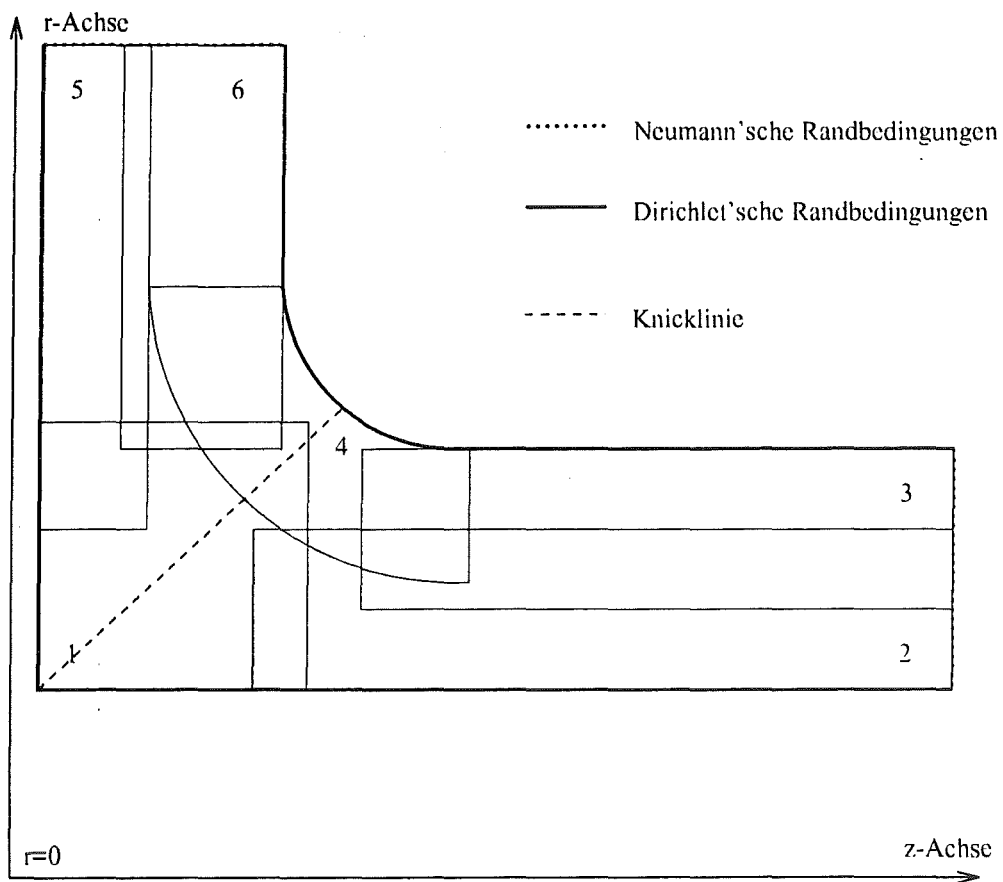 r-Achse
5
6
Neumann'sche Randbedingungen
Dirichlet'sche Randbedingungen
Knicklinie
4
3
1
2
r=0
z-Achse